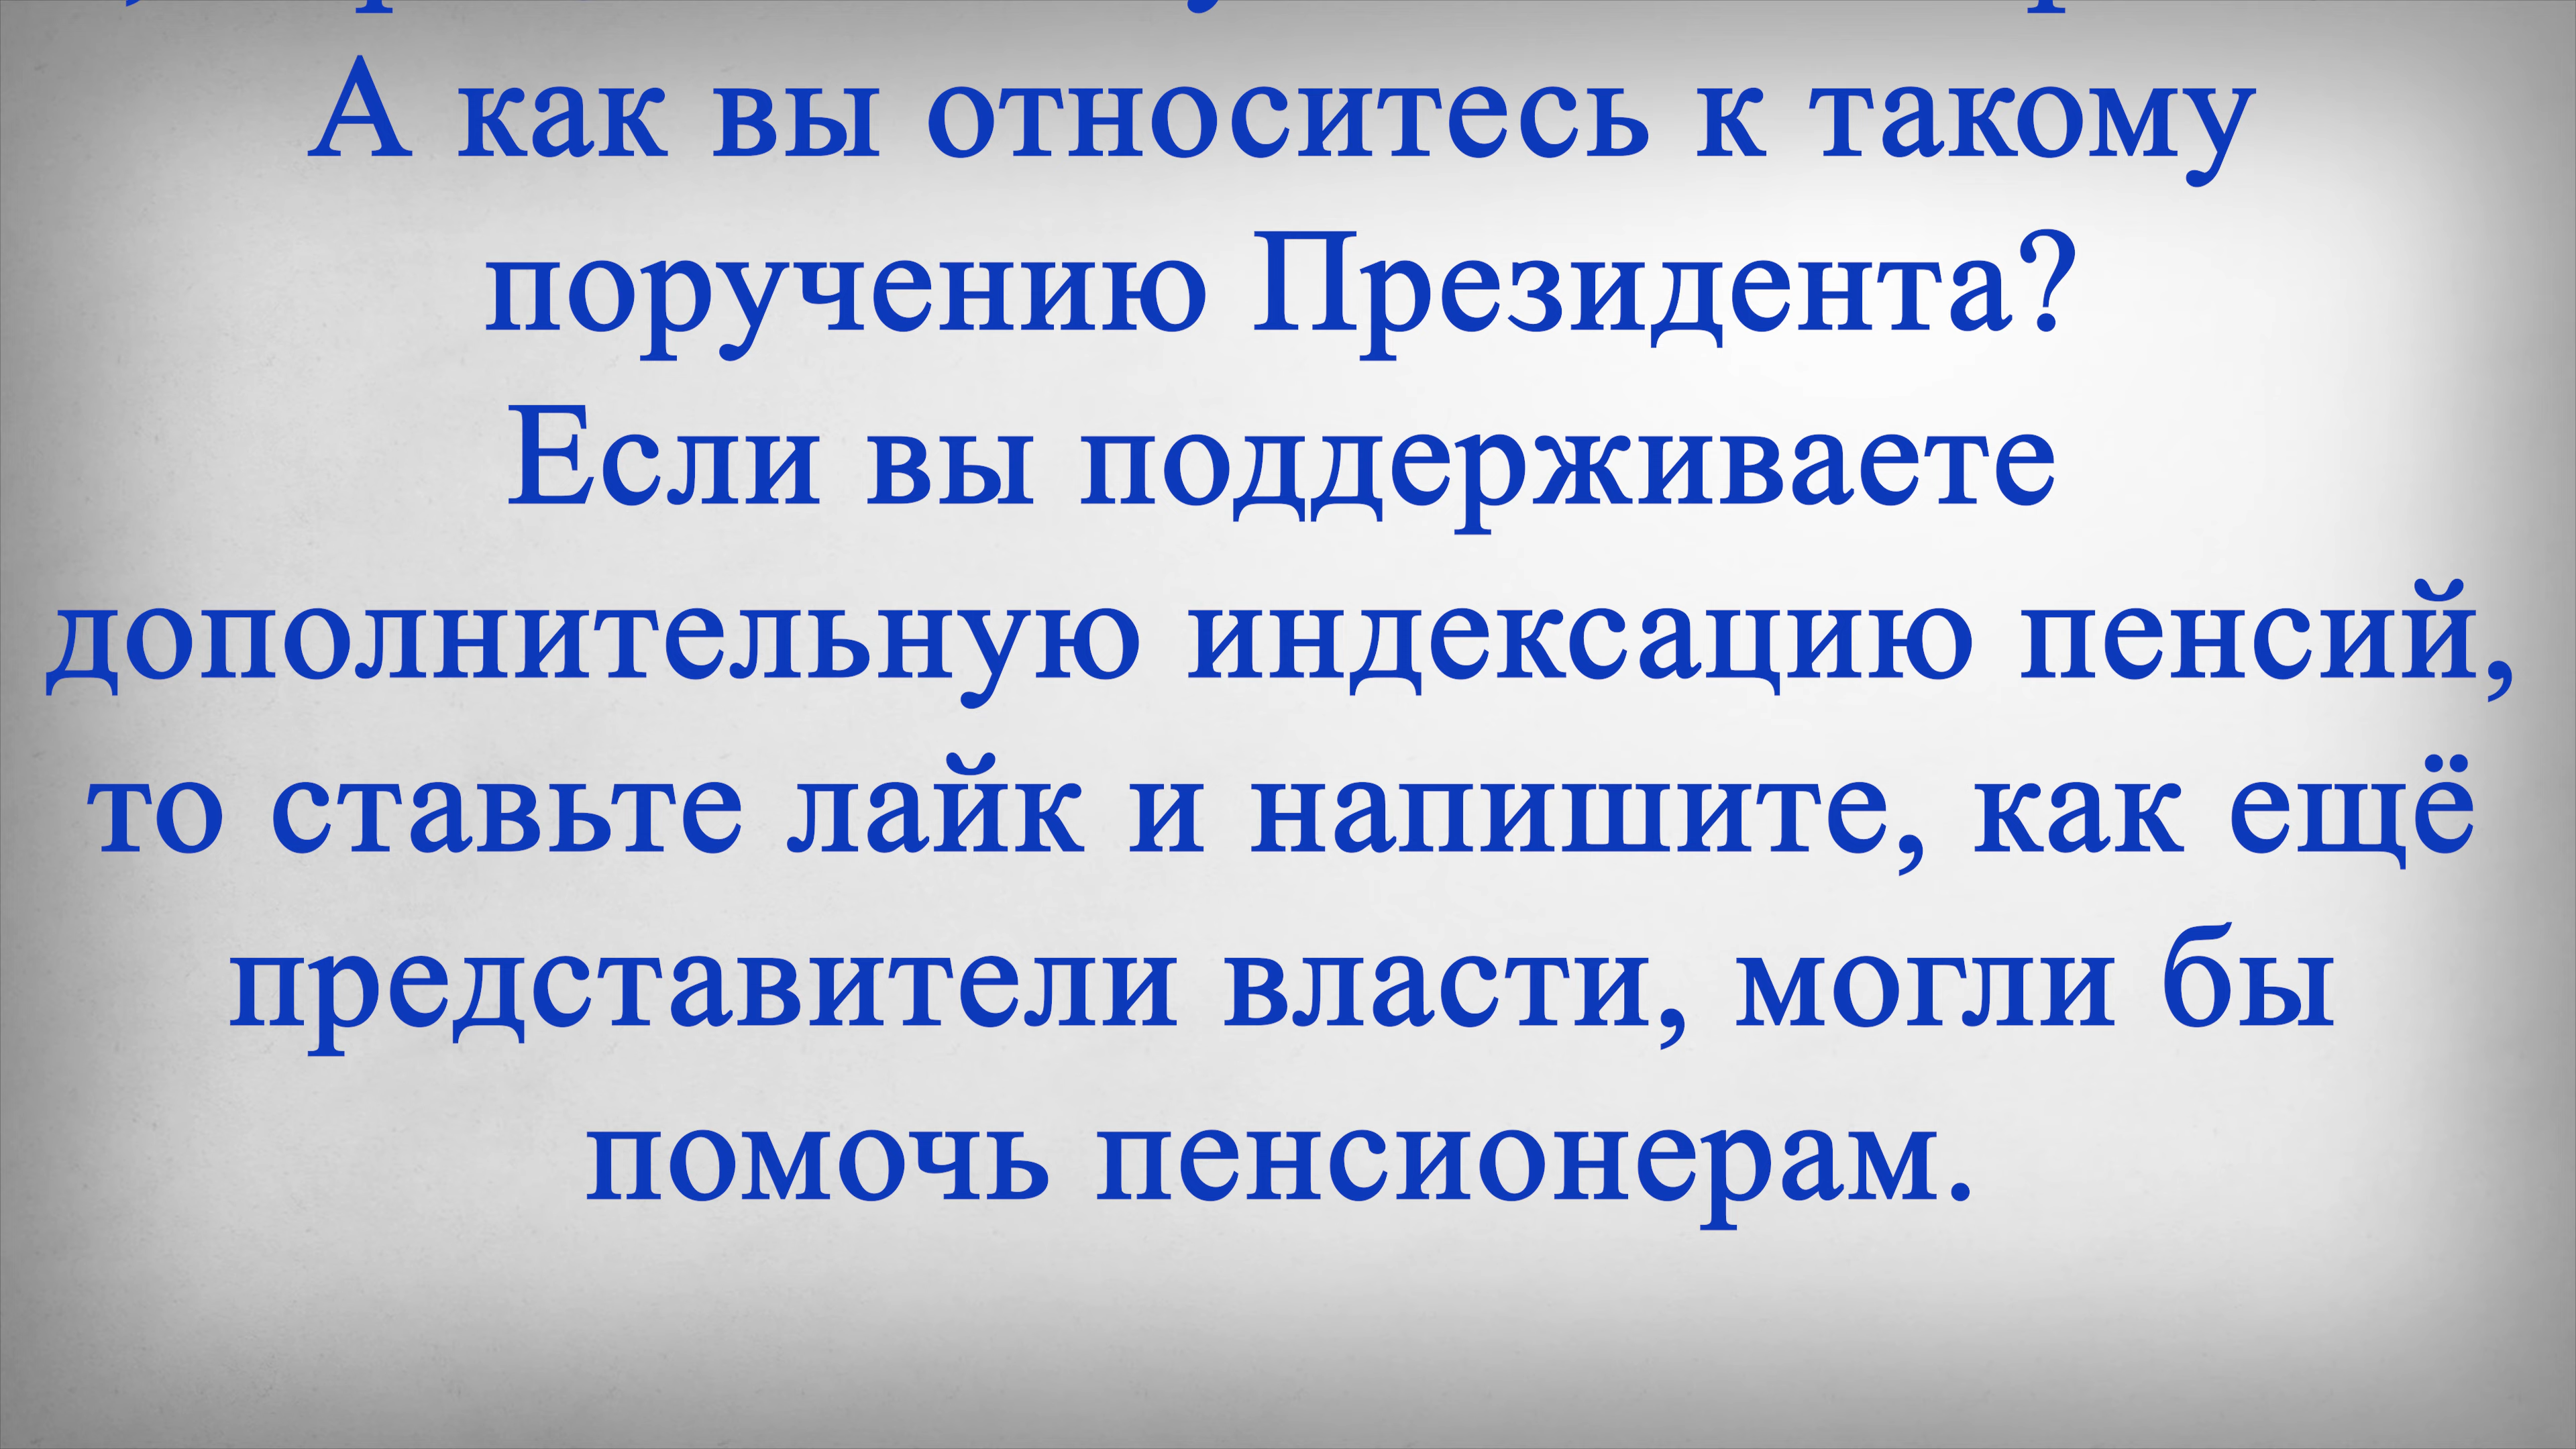 А как вы относитесь к такому
поручению Президента?
Если вы поддерживаете
дополнительную индексацию пенсий,
то ставьте лайк и напишите, как ещё
представители власти, могли бы
помочь пенсионерам.